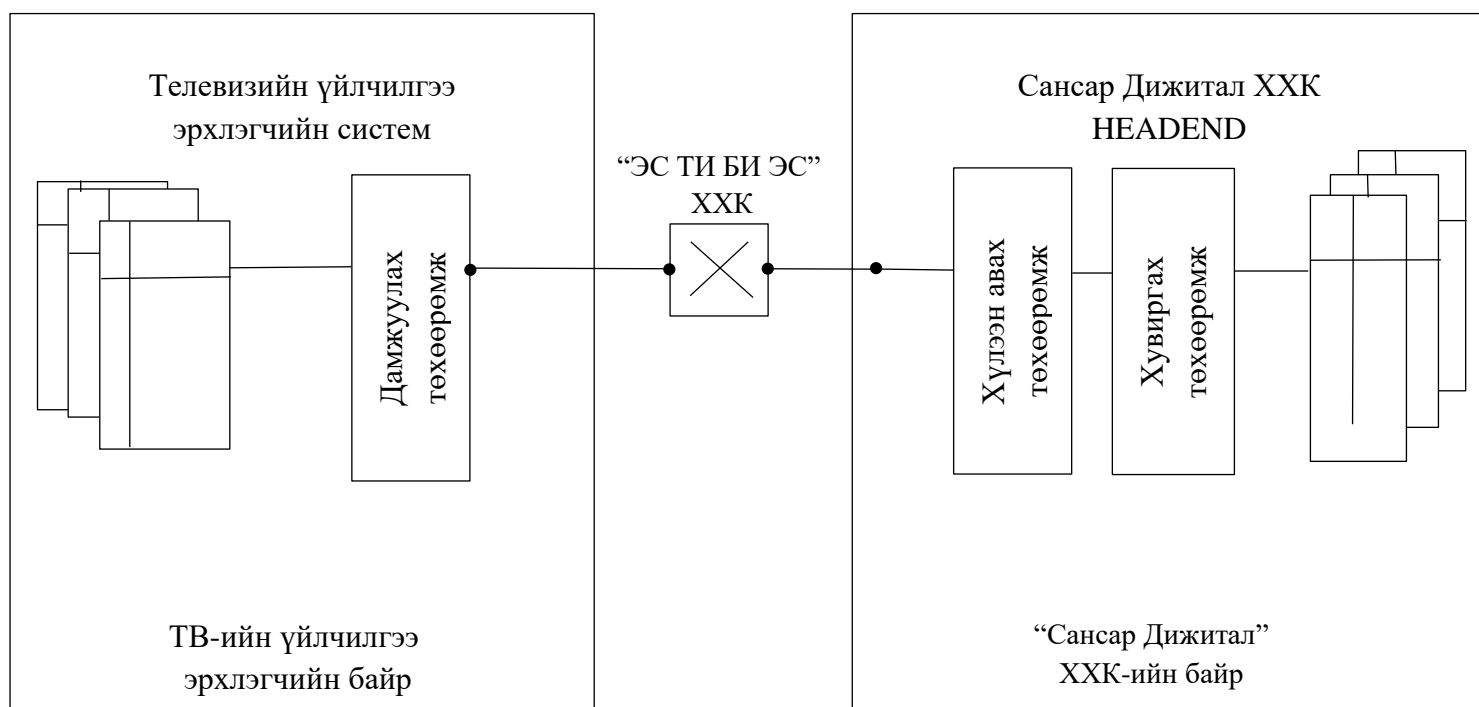 Телевизийн үйлчилгээ
эрхлэгчийн систем
Дамжуулах
төхөөрөмж
ТВ-ийн үйлчилгээ
эрхлэгчийн байр
“ЭС ТИ БИ ЭС”
ХХК
Сансар Дижитал ХХК
HEADEND
Хүлээн авах
төхөөрөмж
Хувиргах
төхөөрөмж
“Сансар Дижитал”
ХХК-ийн байр